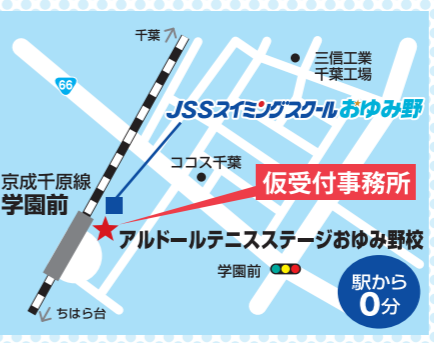 千葉
66
三信工業
千葉工場
JSSスイミングスクールおゆみ野
ココス千葉
仮受付事務所
京成千原線
学園前
アルドールテニスステージおゆみ野校
学園前
駅から
0分
ちはら台